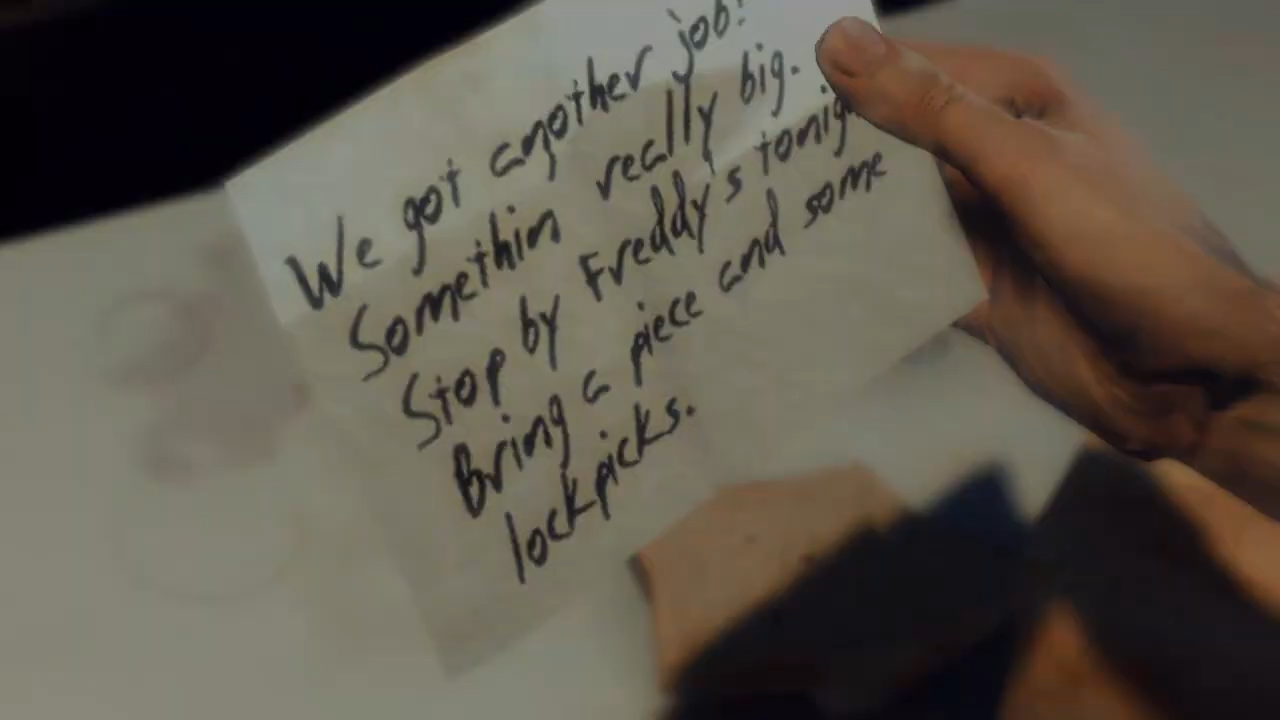 We got another job!
Somethin really big.
Stop by Freddy's
Bring a piece and some
lockpicks.